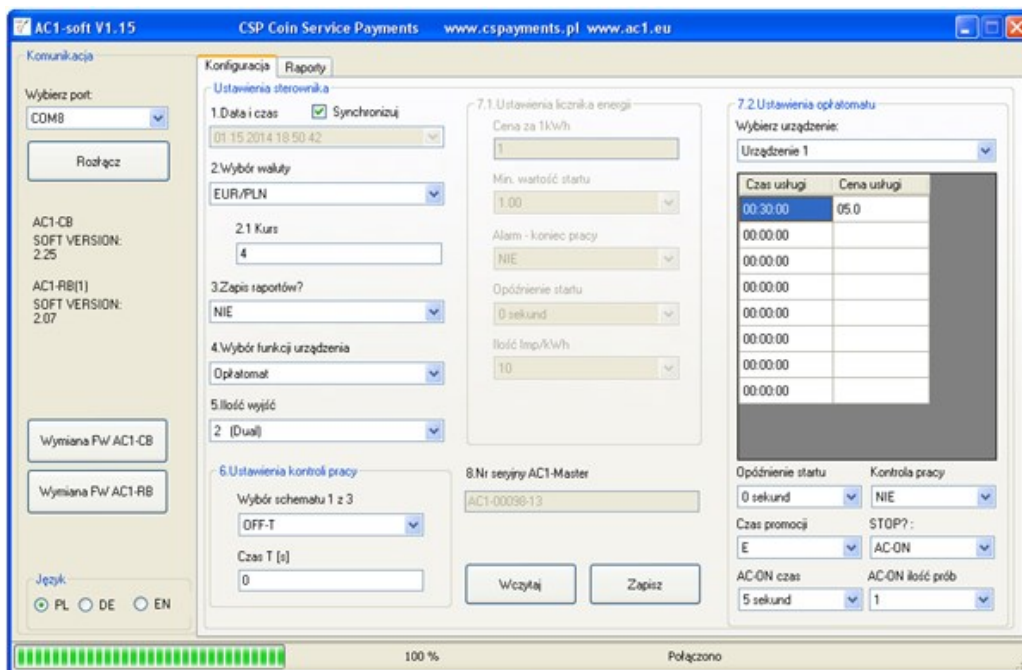 AC1-soft V1.15 CSP Coin Service Payments www.cspayments.pl www.ac1.eu
Komunikacja
Wybierz port:
COM8
Rozłącz
AC1-CB
SOFT VERSION:
2.25
AC1-RB(1)
SOFT VERSION:
2.07
Wymiana FW AC1-CB
Wymiana FW AC1-RB
Język
PL DE EN
Konfiguracja Raporty
Ustawienia sterownika
1.Data i czas Synchronizuj
01 15 2014 18 50 42
2.Wybór waluty
EUR/PLN
2.1 Kurs
4
3.Zapis raportów?
NIE
4.Wybór funkcji urządzenia
Opłatomat
5.Ilość wyjść
2 (Dual)
6.Ustawienia kontroli pracy
Wybór schematu 1 z 3
OFF-T
Czas T [s]
0
7.1.Ustawienia licznika energii
Cena za 1kWh
1
Min. wartość startu
1.00
Alarm - koniec pracy
NIE
Opóźnienie startu
0 sekund
Ilość Imp/kWh
10
8.Nr seryjny AC1-Master
AC1-00098-13
Wczytaj Zapisz
7.2.Ustawienia opłatomatu
Wybierz urządzenie:
Urządzenie 1
Czas usługi Cena usługi
00:30:00 05.0
00:00:00
00:00:00
00:00:00
00:00:00
00:00:00
00:00:00
00:00:00
Opóźnienie startu Kontrola pracy
0 sekund NIE
Czas promocji STOP? :
E AC-ON
AC-ON czas AC-ON ilość prób
5 sekund 1
100 % Połączono